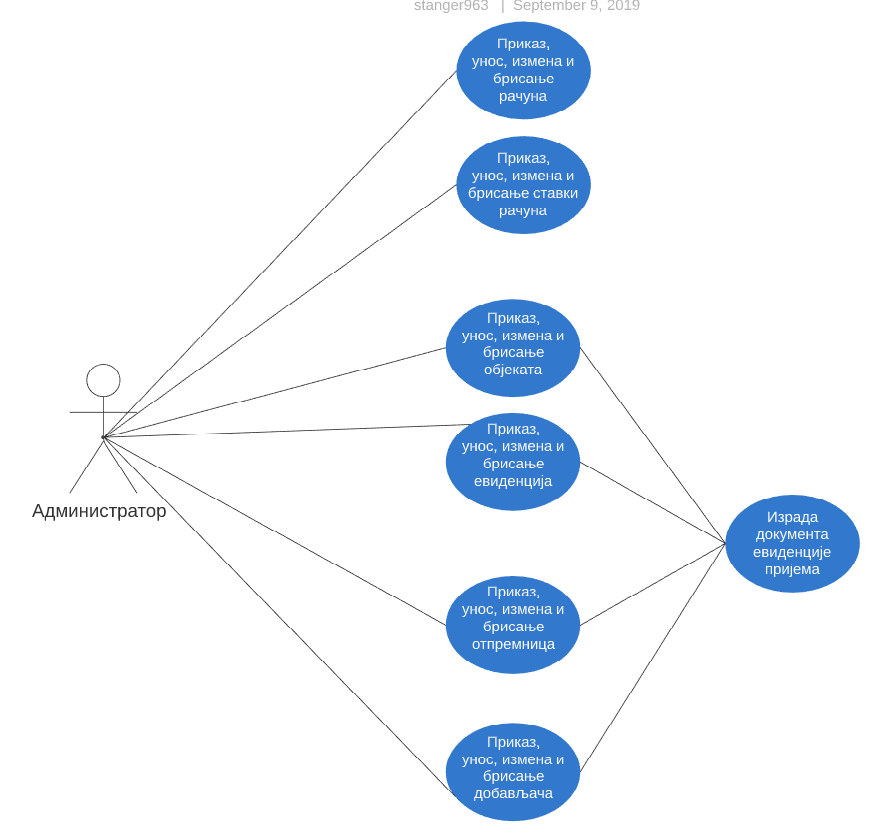 stanger963 | September 9, 2019
Приказ,
унос, измена и
брисање
рачуна
Приказ,
унос, измена и
брисање ставки
рачуна
Приказ,
унос, измена и
брисање
објеката
Приказ,
унос, измена и
брисање
евиденција
Администратор
Израда
документа
евиденције
пријема
Приказ,
унос, измена и
брисање
отпремница
Приказ,
унос, измена и
брисање
добављача